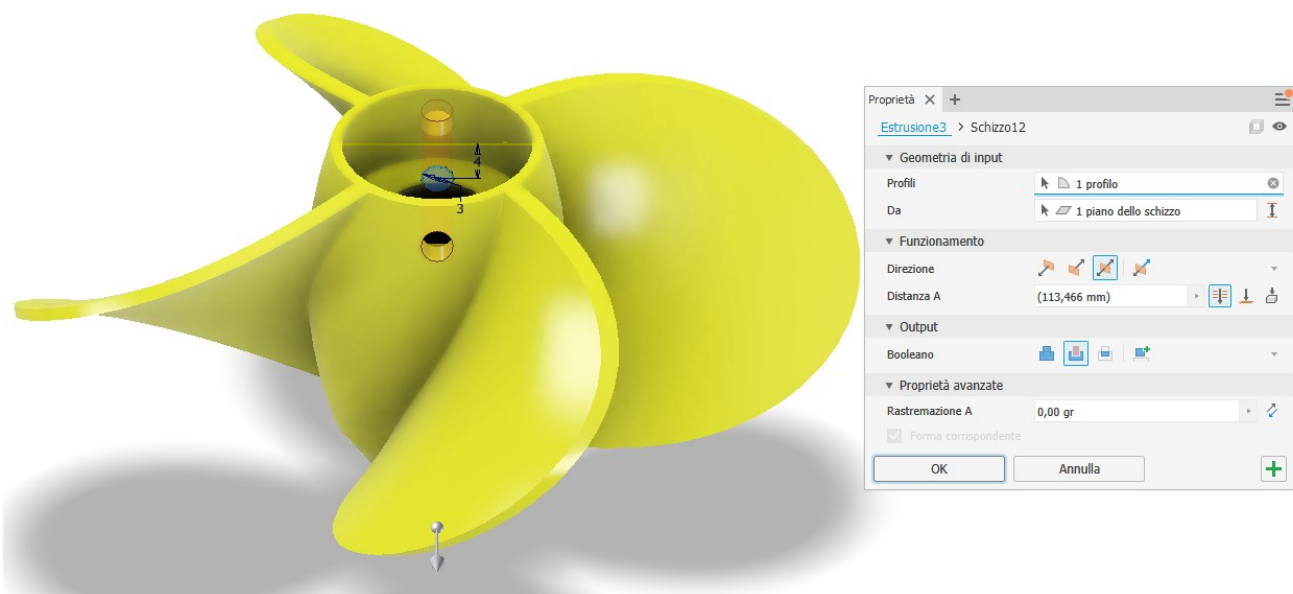 4
3
Proprietà
Estrusione3 > Schizzo12
Geometria di input
Profili 1 profilo
Da 1 piano dello schizzo
Funzionamento
Direzione
Distanza A (113,466 mm)
Output
Booleano
Proprietà avanzate
Rastremazione A 0,00 gr
Forma corrispondente
OK Annulla